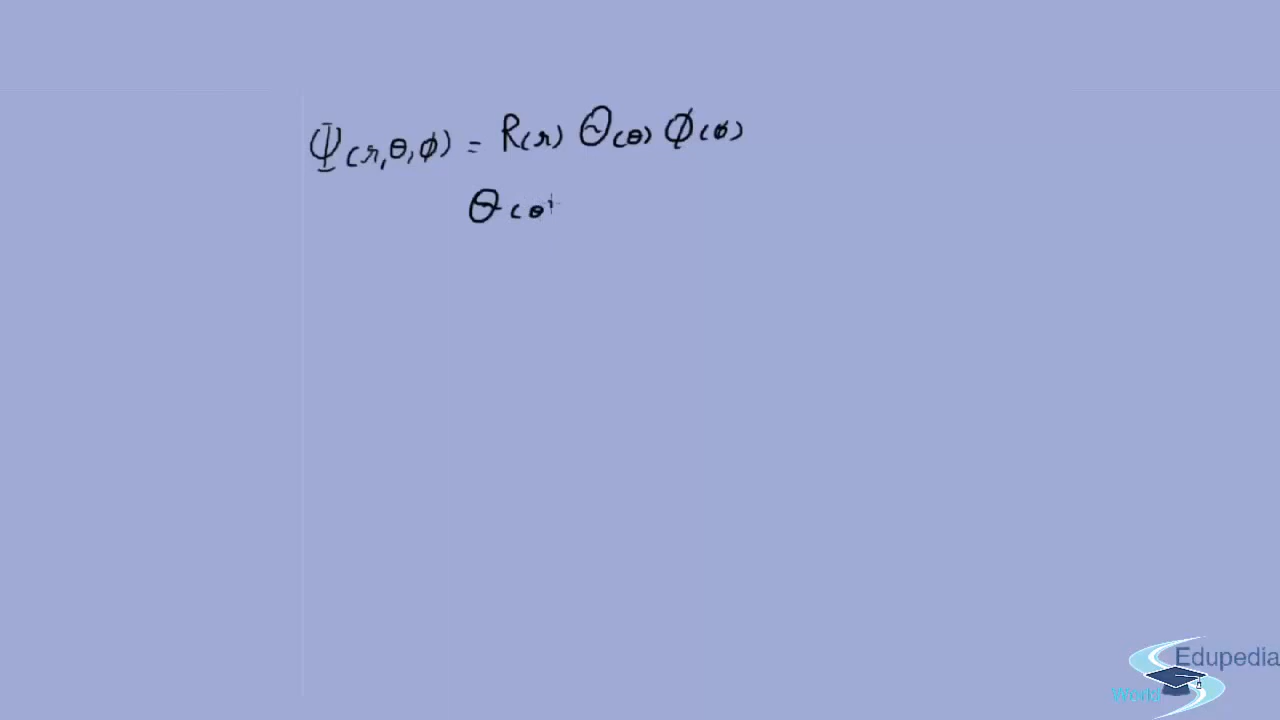 Ψ(r,θ,φ) = R(r) Θ(θ) Φ(φ)
Θ(θ)
Edupedia
World